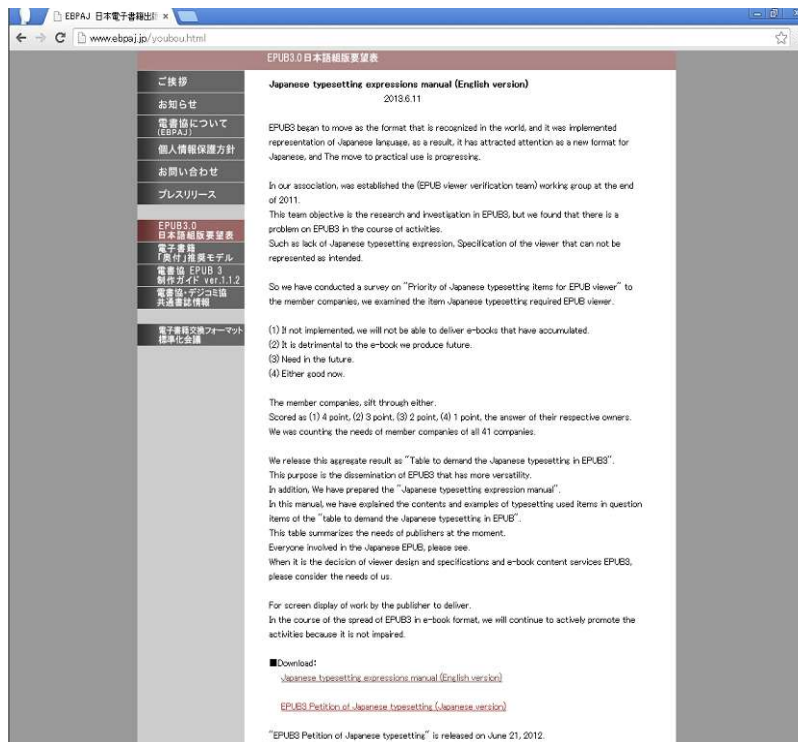 EBPAJ 日本電子書籍出
www.ebpaj.jp/youbou.html
EPUB3.0日本語組版要望表
ご挨拶
お知らせ
電書協について
(EBPAJ)
個人情報保護方針
お問い合わせ
プレスリリース
EPUB3.0
日本語組版要望表
電子書籍
「奥付」推奨モデル
電書協 EPUB 3
制作ガイド ver.1.1.2
電書協・デジコミ協
共通書誌情報
電子書籍交換フォーマット
標準化会議
Japanese typesetting expressions manual (English version)
2013.6.11
EPUB3 began to move as the format that is recognized in the world, and it was implemented
representation of Japanese language, as a result, it has attracted attention as a new format for
Japanese, and The move to practical use is progressing.
In our association, was established the (EPUB viewer verification team) working group at the end
of 2011.
This team objective is the research and investigation in EPUB3, but we found that there is a
problem on EPUB3 in the course of activities.
Such as lack of Japanese typesetting expression, Specification of the viewer that can not be
represented as intended.
So we have conducted a survey on "Priority of Japanese typesetting items for EPUB viewer" to
the member companies, we examined the item Japanese typesetting required EPUB viewer.
(1) If not implemented, we will not be able to deliver e-books that have accumulated.
(2) It is detrimental to the e-book we produce future.
(3) Need in the future.
(4) Either good now.
The member companies, sift through either.
Scored as (1) 4 point, (2) 3 point, (3) 2 point, (4) 1 point, the answer of their respective owners.
We was counting the needs of member companies of all 41 companies.
We release this aggregate result as "Table to demand the Japanese typesetting in EPUB3".
This purpose is the dissemination of EPUB3 that has more versatility.
In addition, We have prepared the "Japanese typesetting expression manual".
In this manual, we have explained the contents and examples of typesetting used items in question
items of the "table to demand the Japanese typesetting in EPUB".
This table summarizes the needs of publishers at the moment.
Everyone involved in the Japanese EPUB, please see.
When it is the decision of viewer design and specifications and e-book content services EPUB3,
please consider the needs of us.
For screen display of work by the publisher to deliver.
In the course of the spread of EPUB3 in e-book format, we will continue to actively promote the
activities because it is not impaired.
■Download:
Japanese typesetting expressions manual (English version)
EPUB3 Petition of Japanese typesetting (Japanese version)
"EPUB3 Petition of Japanese typesetting" is released on June 21, 2012.